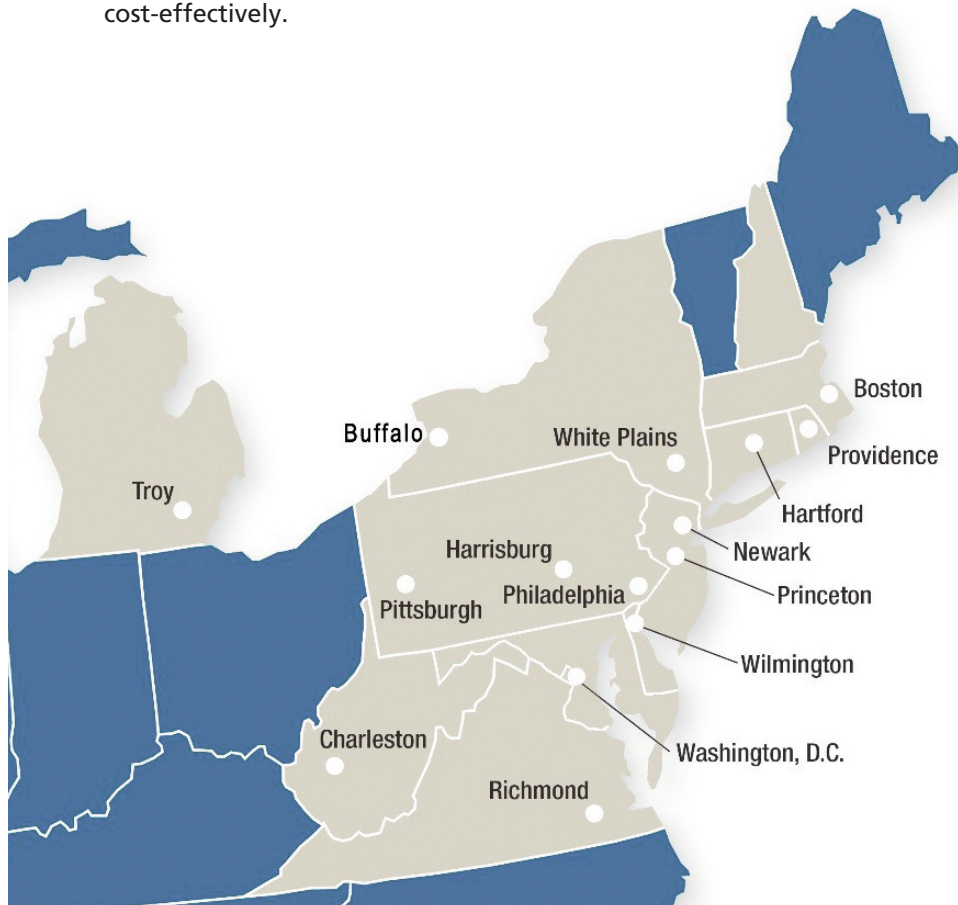 cost-effectively.
Boston
Buffalo
White Plains
Providence
Troy
Hartford
Newark
Harrisburg
Princeton
Pittsburgh
Philadelphia
Wilmington
Charleston
Washington, D.C.
Richmond